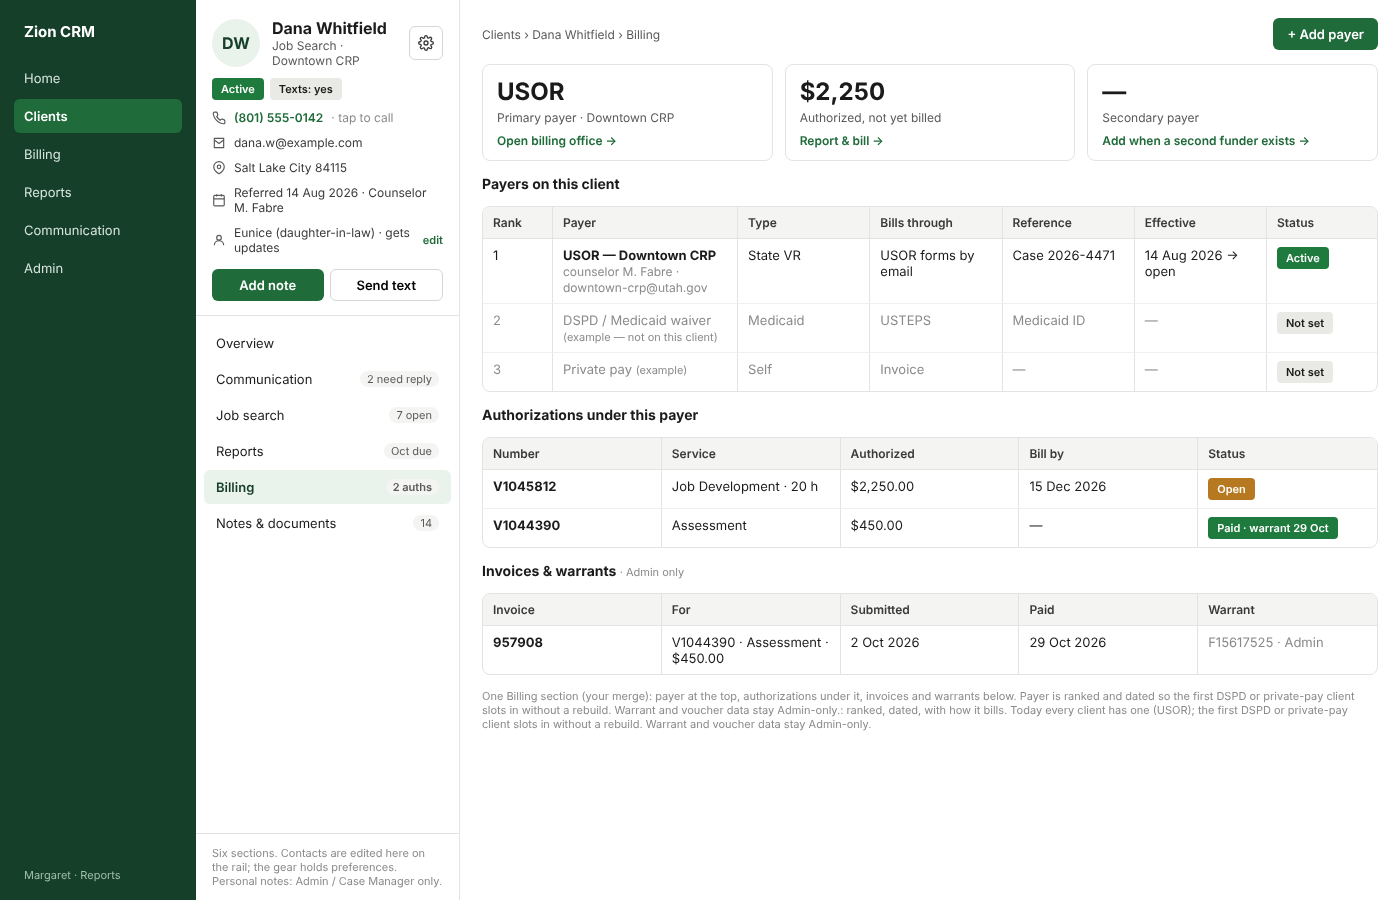 Zion CRM
Home
Clients
Billing
Reports
Communication
Admin
Margaret · Reports
DW
Dana Whitfield
Job Search ·
Downtown CRP
Active
Texts: yes
(801) 555-0142 · tap to call
dana.w@example.com
Salt Lake City 84115
Referred 14 Aug 2026 · Counselor
M. Fabre
Eunice (daughter-in-law) · gets
updates
edit
Add note
Send text
Overview
Communication 2 need reply
Job search 7 open
Reports Oct due
Billing 2 auths
Notes & documents 14
Six sections. Contacts are edited here on
the rail; the gear holds preferences.
Personal notes: Admin / Case Manager only.
Clients › Dana Whitfield › Billing
+ Add payer
USOR
Primary payer · Downtown CRP
Open billing office →
$2,250
Authorized, not yet billed
Report & bill →
—
Secondary payer
Add when a second funder exists →
Payers on this client
Rank Payer Type Bills through Reference Effective Status
1 USOR — Downtown CRP State VR USOR forms by Case 2026-4471 14 Aug 2026 → Active
counselor M. Fabre · email open
downtown-crp@utah.gov
2 DSPD / Medicaid waiver Medicaid USTEPS Medicaid ID — Not set
(example — not on this client)
3 Private pay (example) Self Invoice — — Not set
Authorizations under this payer
Number Service Authorized Bill by Status
V1045812 Job Development · 20 h $2,250.00 15 Dec 2026 Open
V1044390 Assessment $450.00 — Paid · warrant 29 Oct
Invoices & warrants · Admin only
Invoice For Submitted Paid Warrant
957908 V1044390 · Assessment · 2 Oct 2026 29 Oct 2026 F15617525 · Admin
$450.00
One Billing section (your merge): payer at the top, authorizations under it, invoices and warrants below. Payer is ranked and dated so the first DSPD or private-pay client
slots in without a rebuild. Warrant and voucher data stay Admin-only.: ranked, dated, with how it bills. Today every client has one (USOR); the first DSPD or private-pay
client slots in without a rebuild. Warrant and voucher data stay Admin-only.